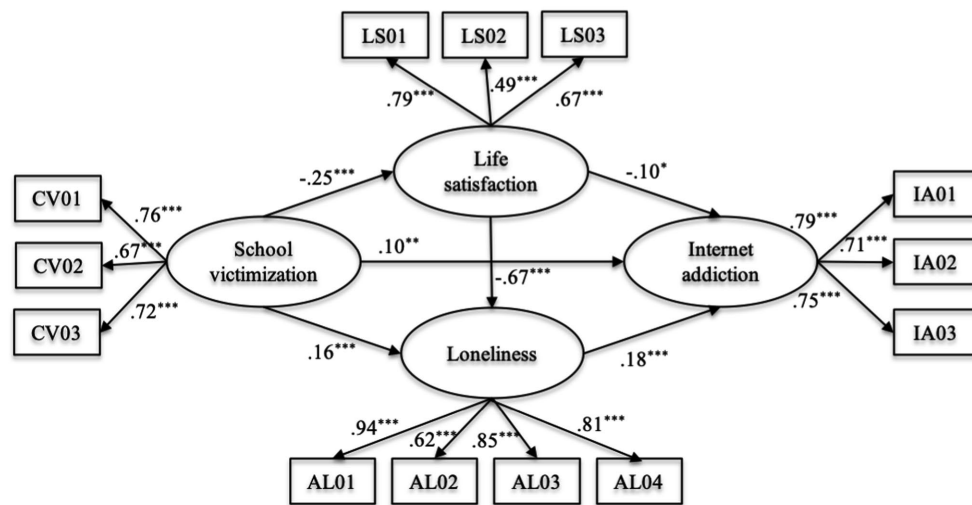 LS01 LS02 LS03
.79*** .49*** .67***
Life
satisfaction
-.25***
-.10*
CV01
CV02
CV03
.76***
.67***
.72***
School
victimization
.10**
-.67***
Internet
addiction
.79***
.71***
.75***
IA01
IA02
IA03
.16***
Loneliness
.18***
.94*** .62*** .85*** .81***
AL01 AL02 AL03 AL04